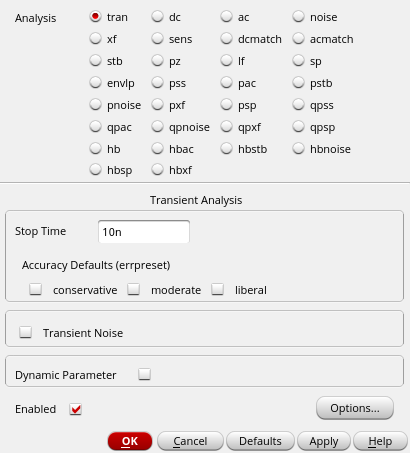 Analysis tran dc ac noise
xf sens dcmatch acmatch
stb pz lf sp
envlp pss pac pstb
pnoise pxf psp qpss
qpac qpnoise qpxf qpsp
hb hbac hbstb hbnoise
hbsp hbxf
Transient Analysis
Stop Time 10n
Accuracy Defaults (errpreset)
conservative moderate liberal
Transient Noise
Dynamic Parameter
Enabled Options...
OK Cancel Defaults Apply Help